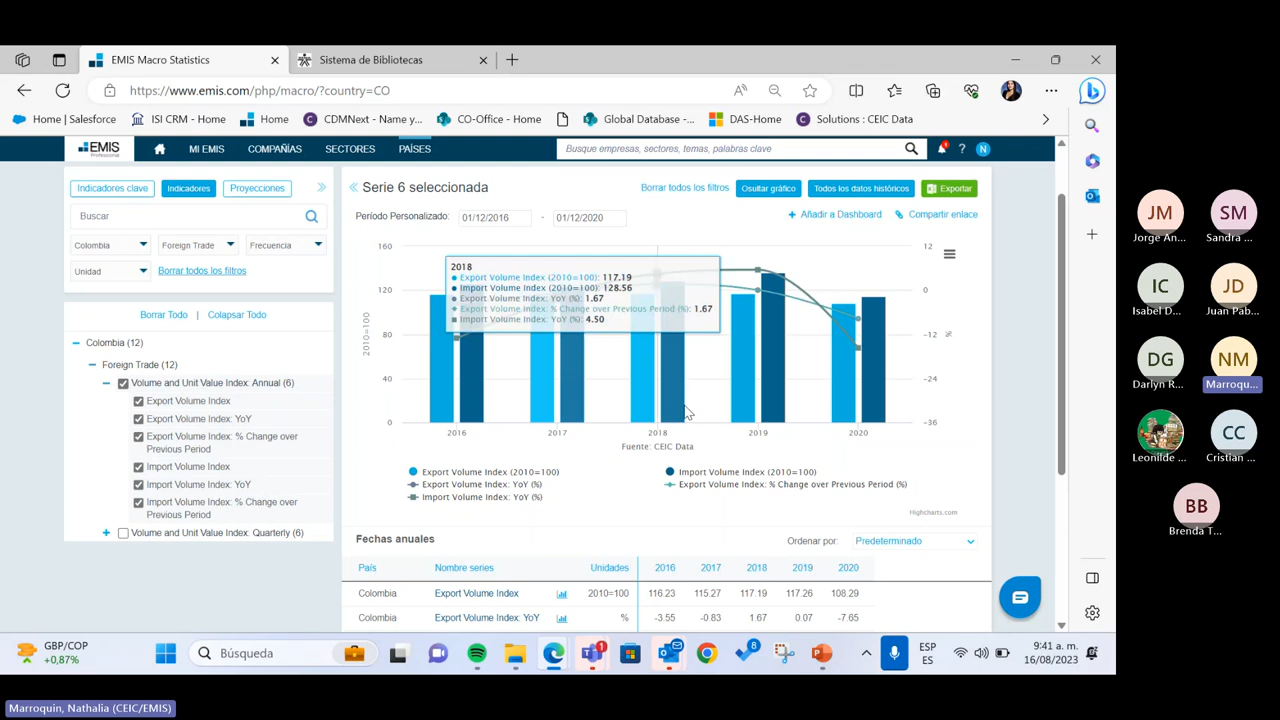 EMIS Macro Statistics
Sistema de Bibliotecas
https://www.emis.com/php/macro/?country=CO
Home | Salesforce
ISI CRM - Home
Home
CDMNext - Name y...
CO-Office - Home
Global Database -...
DAS-Home
Solutions : CEIC Data
EMIS
Professional
MI EMIS
COMPAÑIAS
SECTORES
PAÍSES
Busque empresas, sectores, temas, palabras clave
N
Indicadores clave
Indicadores
Proyecciones
Buscar
Colombia
Foreign Trade
Frecuencia
Unidad
Borrar todos los filtros
Borrar Todo | Colapsar Todo
Colombia (12)
Foreign Trade (12)
Volume and Unit Value Index: Annual (6)
Export Volume Index
Export Volume Index: YoY
Export Volume Index: % Change over
Previous Period
Import Volume Index
Import Volume Index: YoY
Import Volume Index: % Change over
Previous Period
Volume and Unit Value Index: Quarterly (6)
Serie 6 seleccionada
Borrar todos los filtros
Osultar gráfico
Todos los datos históricos
Exportar
Período Personalizado: 01/12/2016 - 01/12/2020
Añadir a Dashboard
Compartir enlace
160
120
80
40
0
2010=100
12
0
-12
-24
-36
%
2018
Export Volume Index (2010=100): 117.19
Import Volume Index (2010=100): 128.56
Export Volume Index: YoY (%): 1.67
Export Volume Index: % Change over Previous Period (%): 1.67
Import Volume Index: YoY (%): 4.50
2016 2017 2018 2019 2020
Fuente: CEIC Data
Export Volume Index (2010=100)
Import Volume Index (2010=100)
Export Volume Index: YoY (%)
Export Volume Index: % Change over Previous Period (%)
Import Volume Index: YoY (%)
Highcharts.com
Fechas anuales
Ordenar por: Predeterminado
País Nombre series Unidades 2016 2017 2018 2019 2020
Colombia Export Volume Index 2010=100 116.23 115.27 117.19 117.26 108.29
Colombia Export Volume Index: YoY % -3.55 -0.83 1.67 0.07 -7.65
GBP/COP
+0,87%
Búsqueda
1
8
ESP
ES
9:41 a. m.
16/08/2023
JM
Jorge An...
SM
Sandra ...
IC
Isabel D...
JD
Juan Pab...
DG
Darlyn R...
NM
Marroqu...
Leonilde ...
CC
Cristian ...
BB
Brenda T...
Marroquin, Nathalia (CEIC/EMIS)